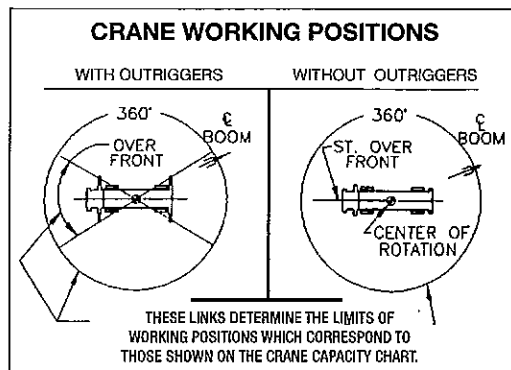 CRANE WORKING POSITIONS
WITH OUTRIGGERS
360°
℄
BOOM
OVER
FRONT
WITHOUT OUTRIGGERS
360°
℄
BOOM
ST. OVER
FRONT
CENTER OF
ROTATION
THESE LINKS DETERMINE THE LIMITS OF
WORKING POSITIONS WHICH CORRESPOND TO
THOSE SHOWN ON THE CRANE CAPACITY CHART.